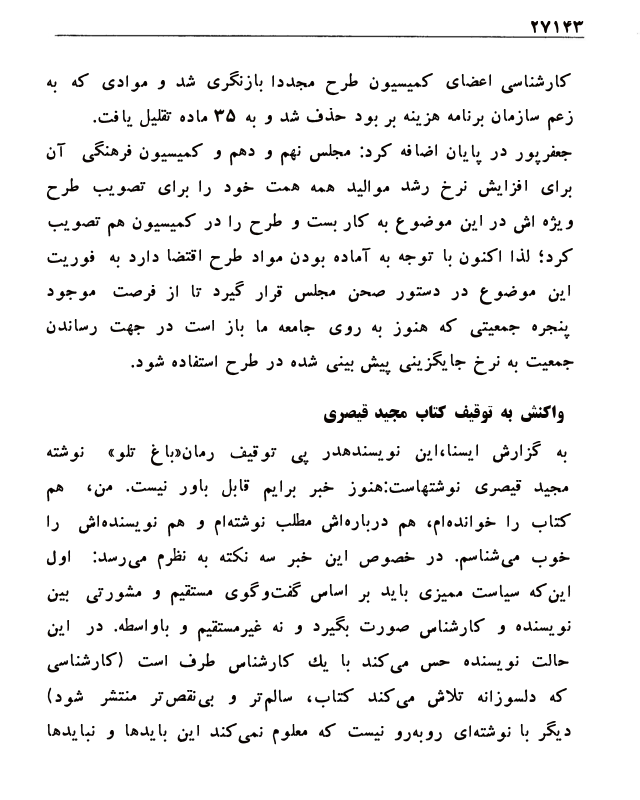 ۲۷۱۴۳
کارشناسی اعضای کمیسیون طرح مجددا بازنگری شد و موادی که به
زعم سازمان برنامه هزینه بر بود حذف شد و به ۳۵ ماده تقلیل یافت.
جعفرپور در پایان اضافه کرد: مجلس نهم و دهم و کمیسیون فرهنگی آن
برای افزایش نرخ رشد موالید همه همت خود را برای تصویب طرح
ویژه اش در این موضوع به کار بست و طرح را در کمیسیون هم تصویب
کرد؛ لذا اکنون با توجه به آماده بودن مواد طرح اقتضا دارد به فوریت
این موضوع در دستور صحن مجلس قرار گیرد تا از فرصت موجود
پنجره جمعیتی که هنوز به روی جامعه ما باز است در جهت رساندن
جمعیت به نرخ جایگزینی پیش بینی شده در طرح استفاده شود.
واکنش به توقیف کتاب مجید قیصری
به گزارش ایسنا،این نویسندهدر پی توقیف رمان«باغ تلو» نوشته
مجید قیصری نوشتهاست:هنوز خبر برایم قابل باور نیست. من، هم
کتاب را خوانده‌ام، هم درباره‌اش مطلب نوشته‌ام و هم نویسنده‌اش را
خوب می‌شناسم. در خصوص این خبر سه نکته به نظرم می‌رسد: اول
این‌که سیاست ممیزی باید بر اساس گفت‌وگوی مستقیم و مشورتی بین
نویسنده و کارشناس صورت بگیرد و نه غیرمستقیم و باواسطه. در این
حالت نویسنده حس می‌کند با یك کارشناس طرف است (کارشناسی
که دلسوزانه تلاش می‌کند کتاب، سالم‌تر و بی‌نقص‌تر منتشر شود)
دیگر با نوشته‌ای روبه‌رو نیست که معلوم نمی‌کند این بایدها و نبایدها